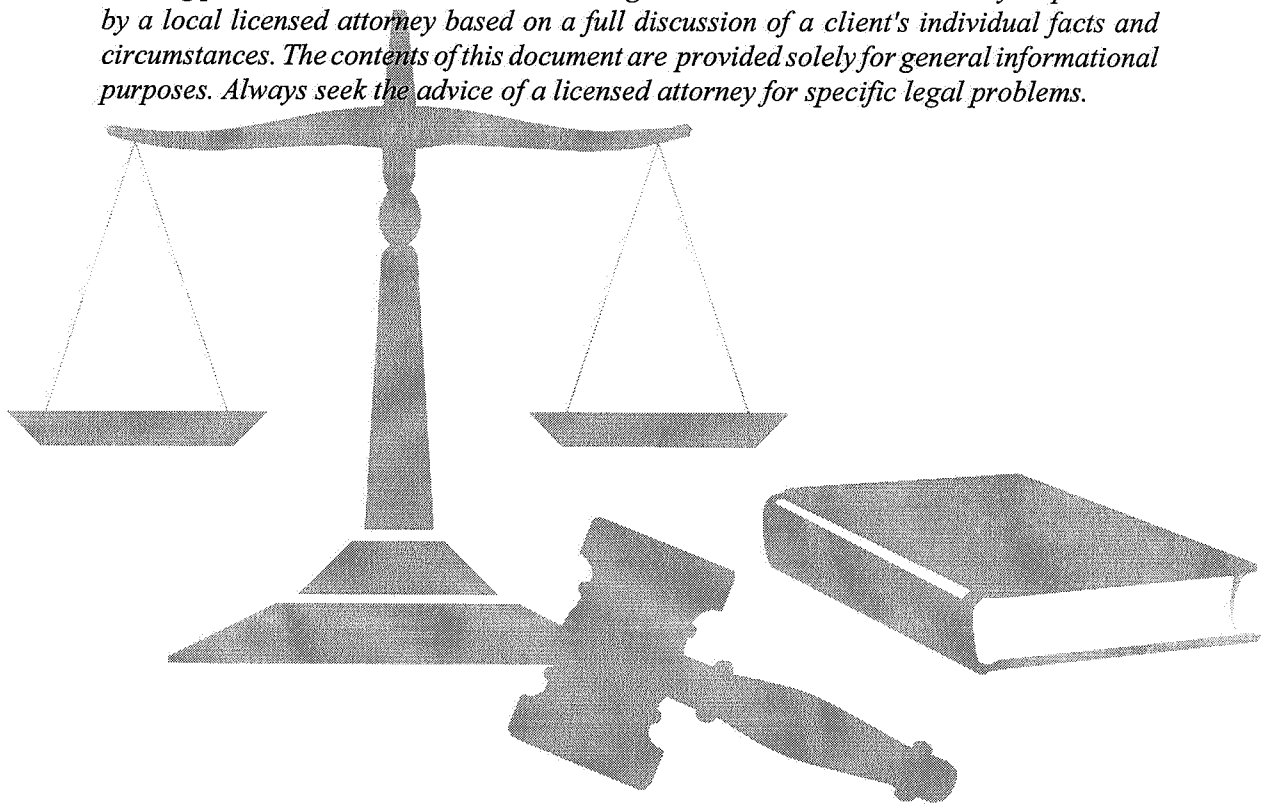 by a local licensed attorney based on a full discussion of a client's individual facts and
circumstances. The contents of this document are provided solely for general informational
purposes. Always seek the advice of a licensed attorney for specific legal problems.